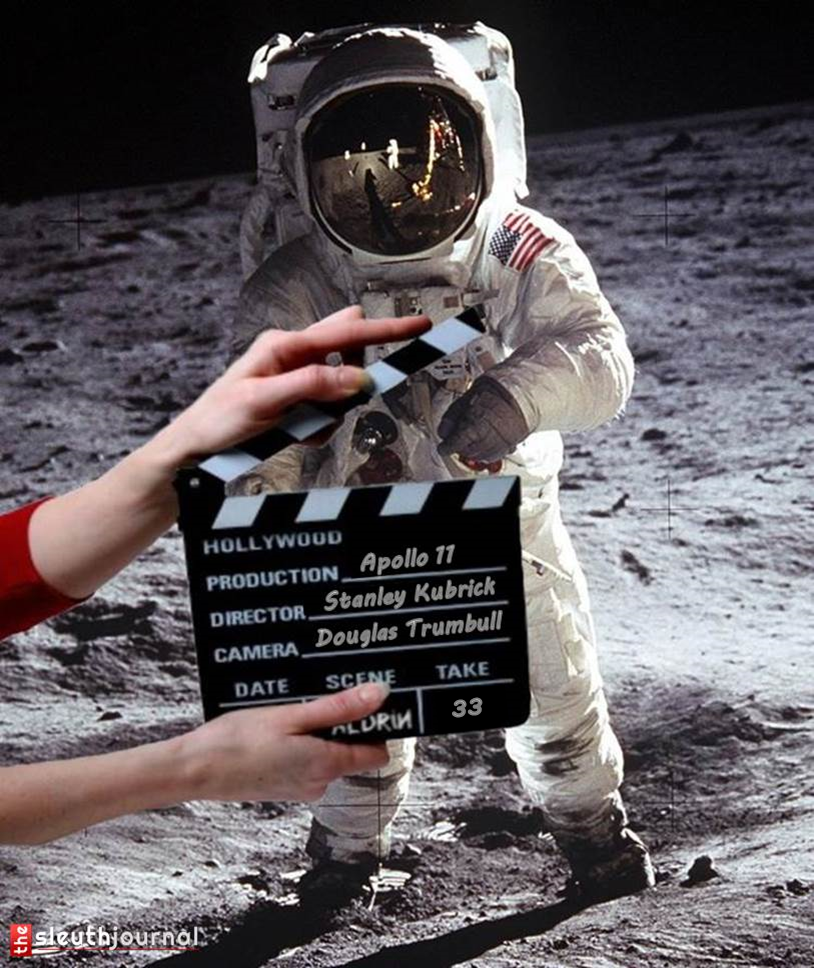 HOLLYWOOD
PRODUCTION Apollo 11
DIRECTOR Stanley Kubrick
CAMERA Douglas Trumbull
DATE SCENE TAKE
ALDRIN 33
the sleuthjournal